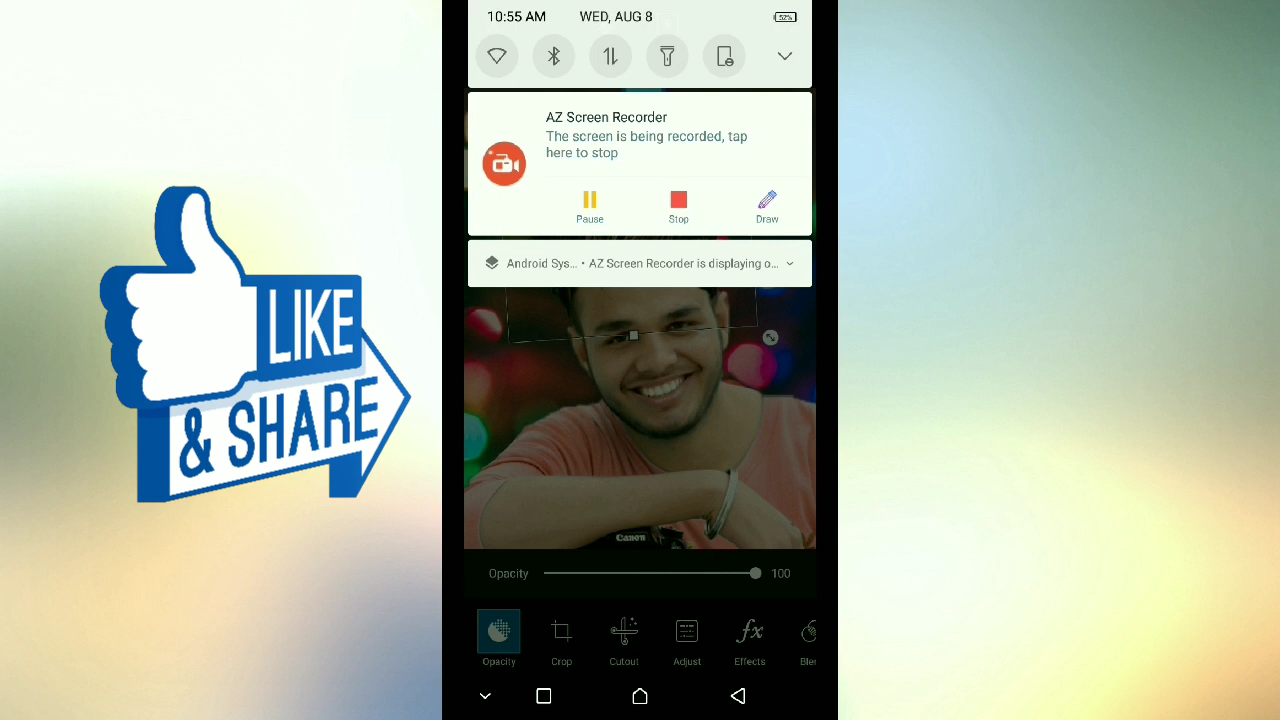 10:55 AM WED, AUG 8 52%
AZ Screen Recorder
The screen is being recorded, tap
here to stop
Pause Stop Draw
Android Sys... • AZ Screen Recorder is displaying o...
LIKE
& SHARE
Canon
Opacity 100
Opacity Crop Cutout Adjust Effects Blen